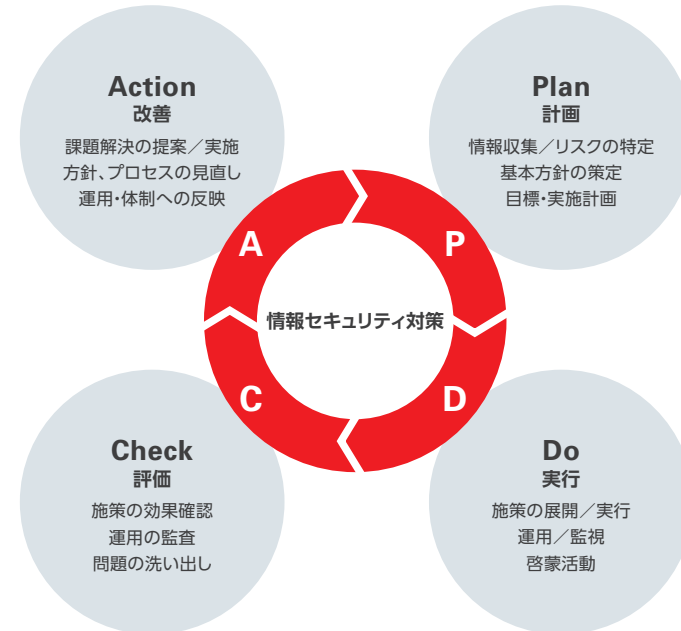 Action
改善
課題解決の提案／実施
方針、プロセスの見直し
運用・体制への反映
Plan
計画
情報収集／リスクの特定
基本方針の策定
目標・実施計画
A
P
情報セキュリティ対策
C
D
Check
評価
施策の効果確認
運用の監査
問題の洗い出し
Do
実行
施策の展開／実行
運用／監視
啓蒙活動